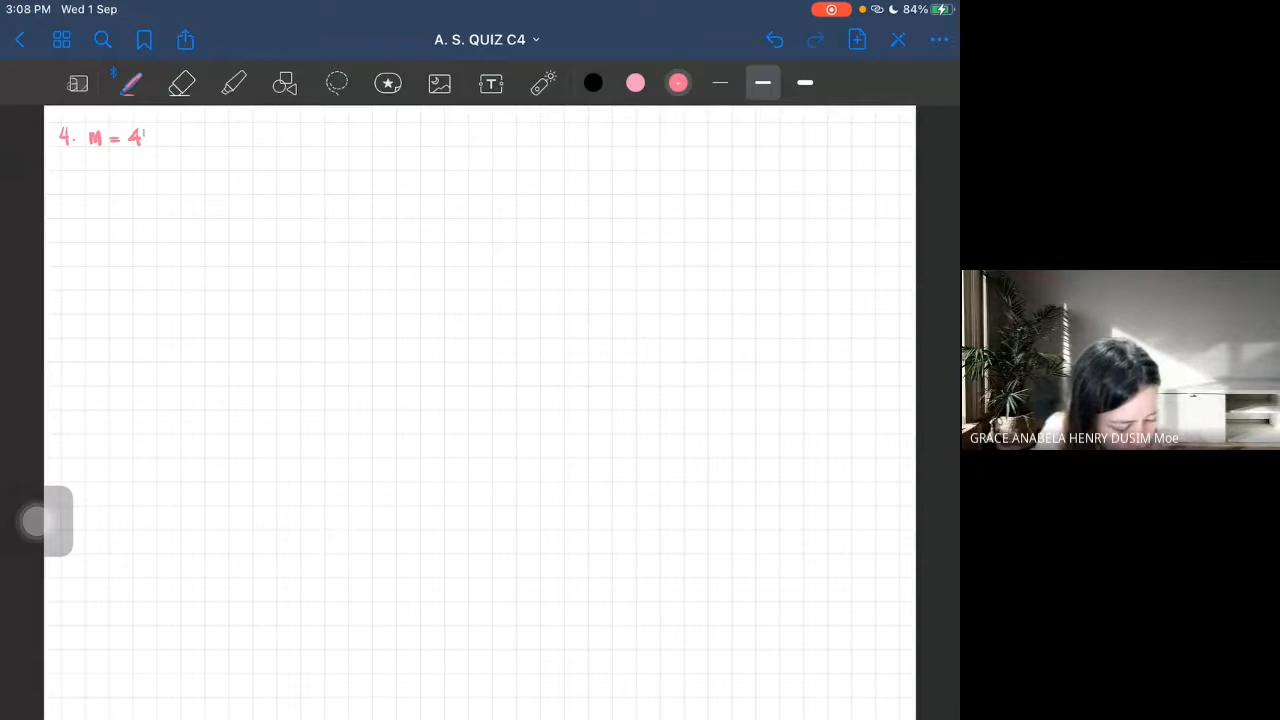 3:08 PM Wed 1 Sep
84%
A. S. QUIZ C4
T
4. m = 4
GRACE ANABELA HENRY DUSIM Moe